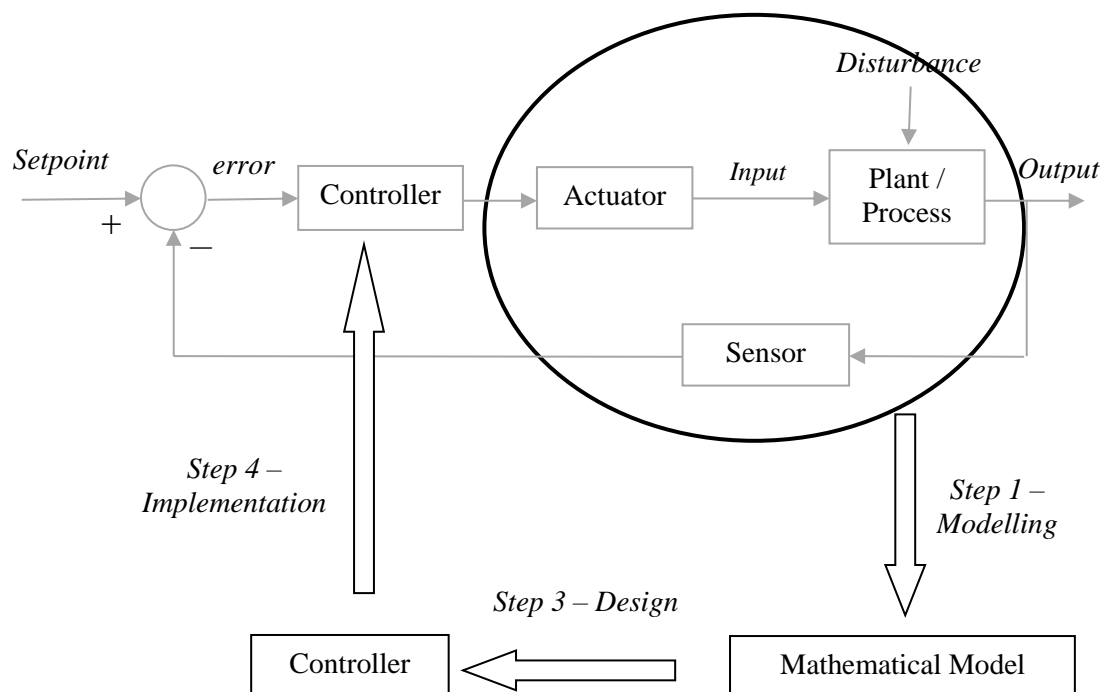 Disturbance
Setpoint
error
Controller
Actuator
Input
Plant /
Process
Output
+
—
Sensor
Step 4 –
Implementation
Step 1 –
Modelling
Step 3 – Design
Controller
Mathematical Model